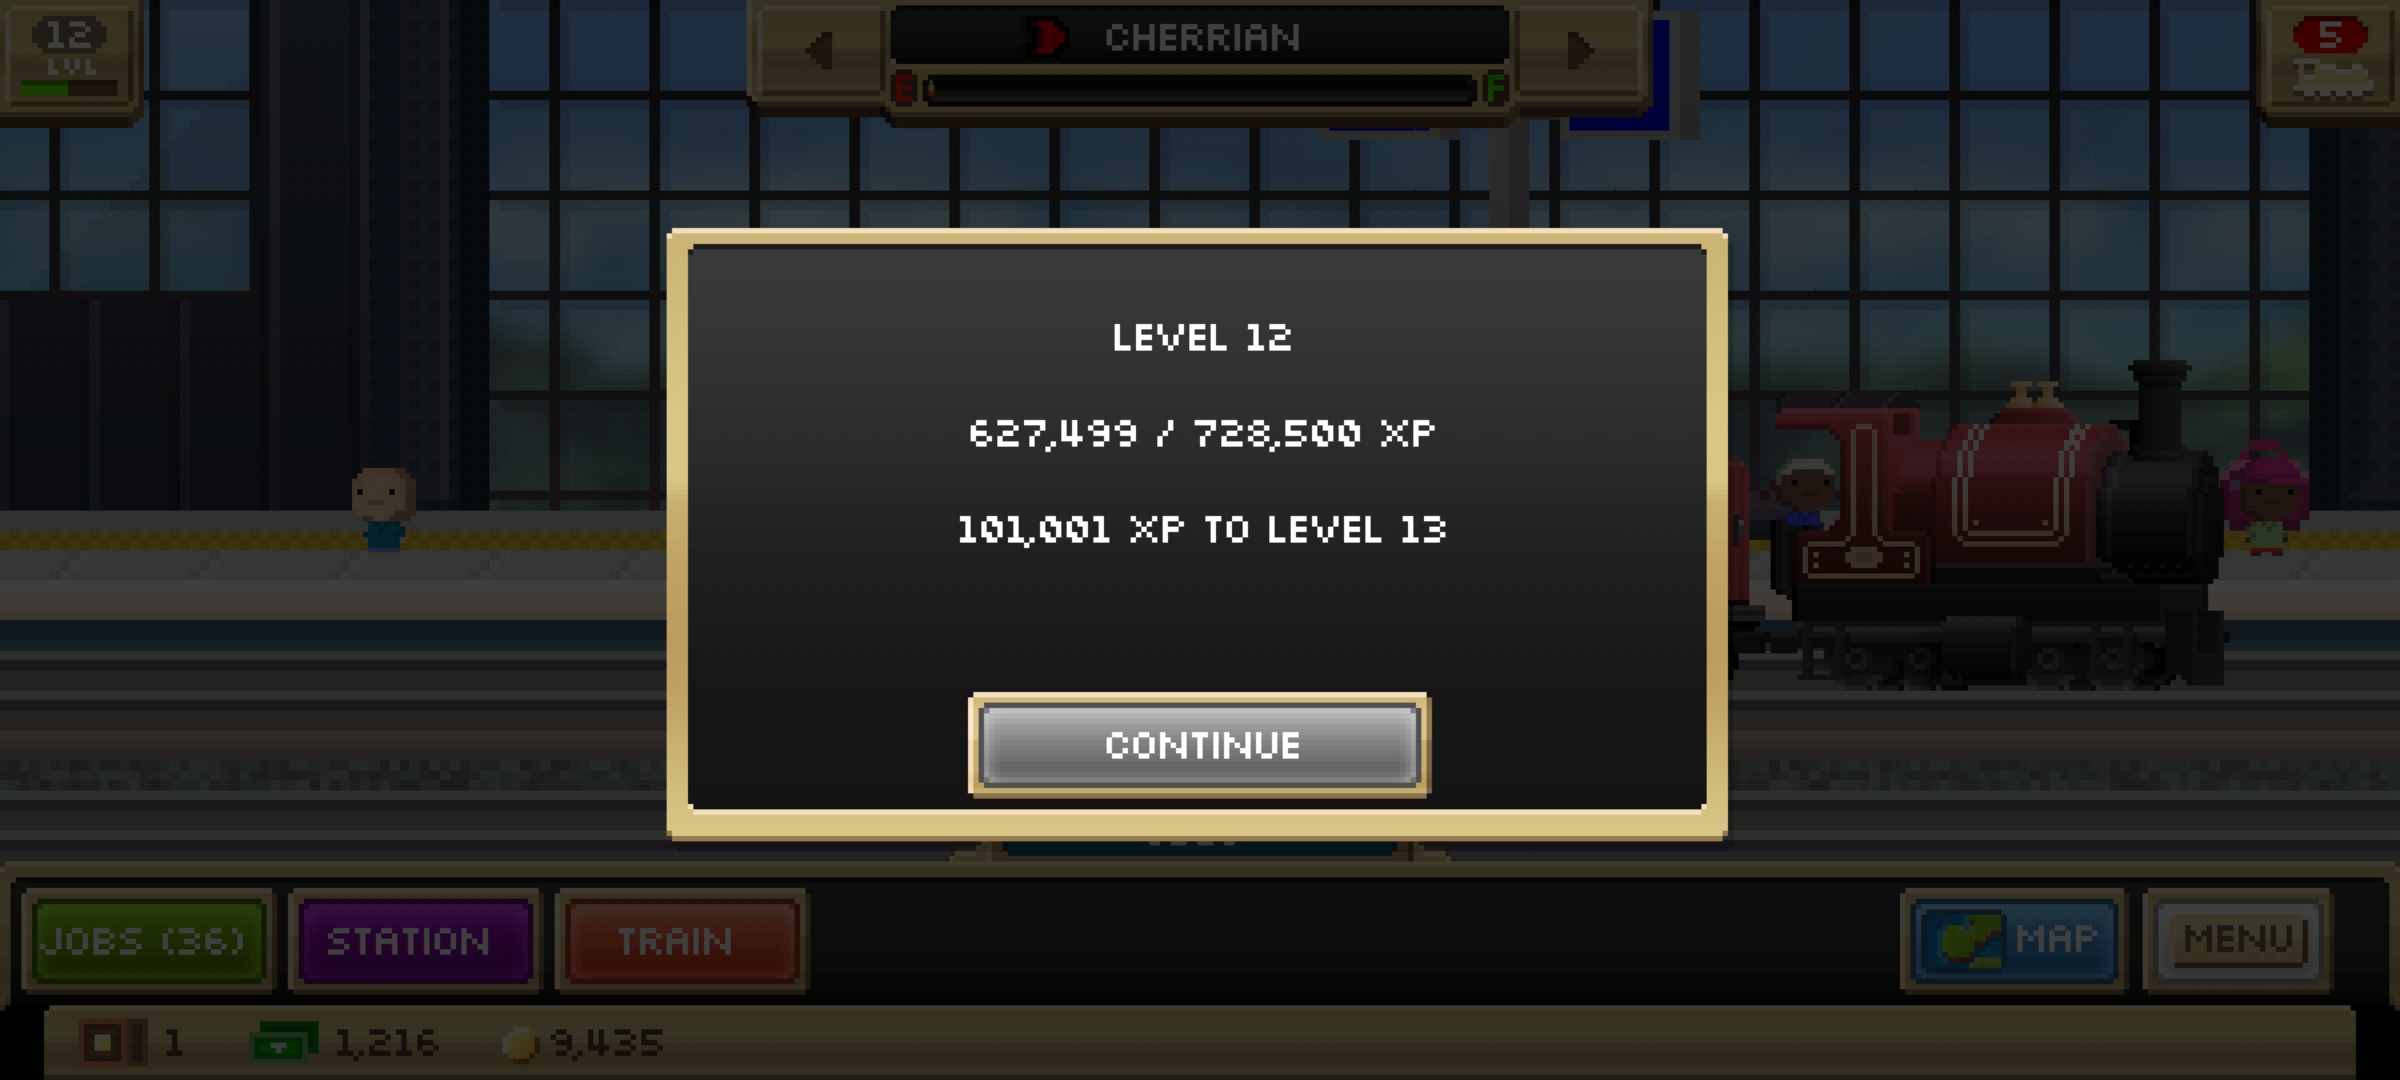 12
LVL
CHERRIAN
E
F
5
LEVEL 12
627,499 / 728,500 XP
101,001 XP TO LEVEL 13
CONTINUE
JOBS (36)
STATION
TRAIN
MAP
MENU
1
1,216
9,435